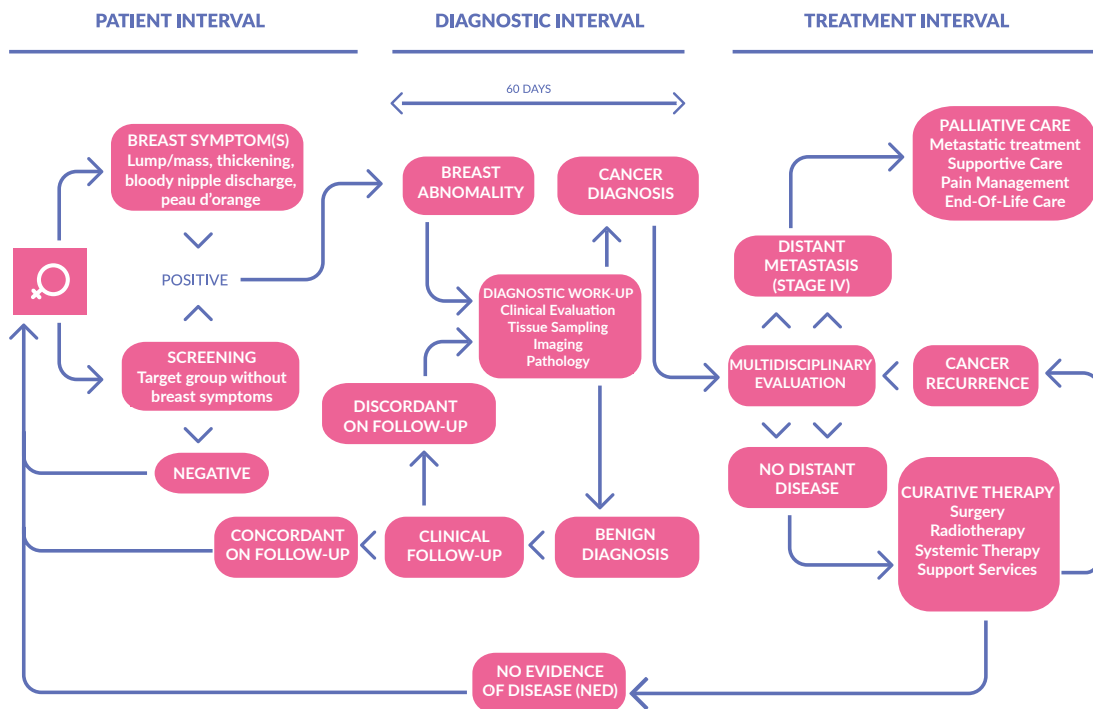 PATIENT INTERVAL
DIAGNOSTIC INTERVAL
TREATMENT INTERVAL
60 DAYS
BREAST SYMPTOM(S)
Lump/mass, thickening,
bloody nipple discharge,
peau d'orange
POSITIVE
SCREENING
Target group without
breast symptoms
NEGATIVE
BREAST
ABNOMALITY
CANCER
DIAGNOSIS
DIAGNOSTIC WORK-UP
Clinical Evaluation
Tissue Sampling
Imaging
Pathology
DISCORDANT
ON FOLLOW-UP
CONCORDANT
ON FOLLOW-UP
CLINICAL
FOLLOW-UP
BENIGN
DIAGNOSIS
PALLIATIVE CARE
Metastatic treatment
Supportive Care
Pain Management
End-Of-Life Care
DISTANT
METASTASIS
(STAGE IV)
MULTIDISCIPLINARY
EVALUATION
CANCER
RECURRENCE
NO DISTANT
DISEASE
CURATIVE THERAPY
Surgery
Radiotherapy
Systemic Therapy
Support Services
NO EVIDENCE
OF DISEASE (NED)